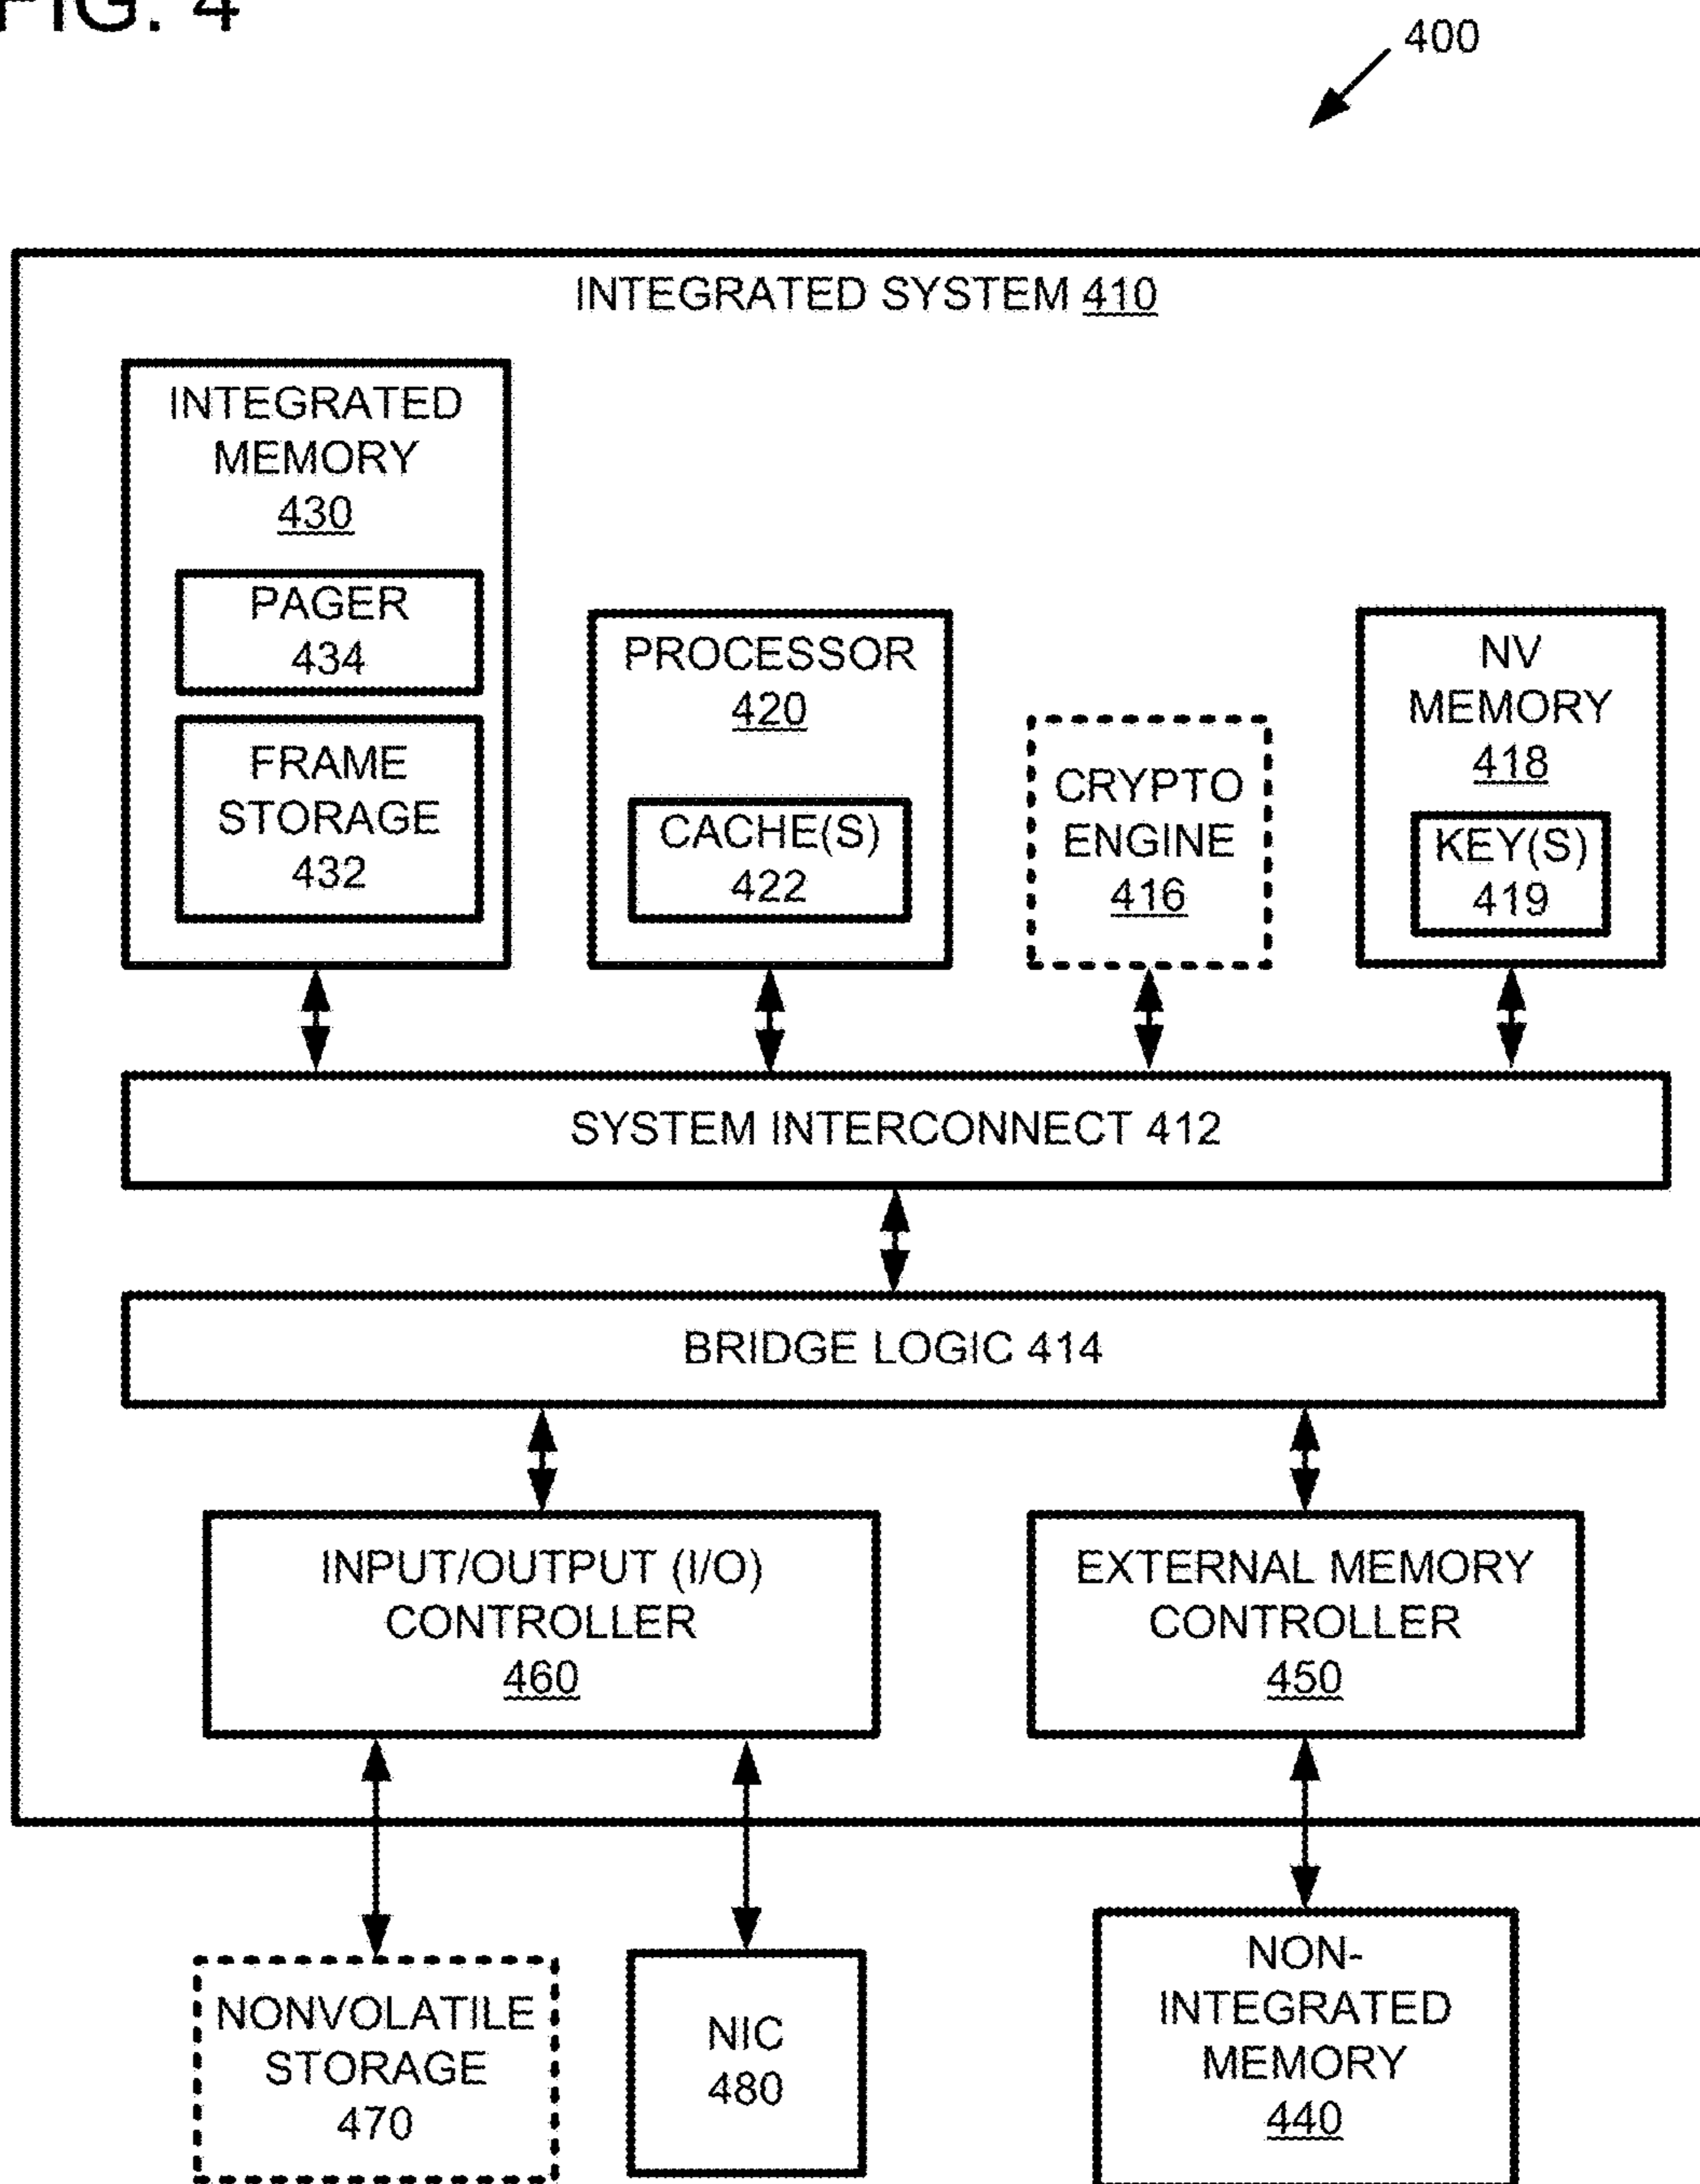 FIG. 4
400
INTEGRATED SYSTEM 410
INTEGRATED
MEMORY
430
PAGER
434
FRAME
STORAGE
432
PROCESSOR
420
CACHE(S)
422
CRYPTO
ENGINE
416
NV
MEMORY
418
KEY(S)
419
SYSTEM INTERCONNECT 412
BRIDGE LOGIC 414
INPUT/OUTPUT (I/O)
CONTROLLER
460
EXTERNAL MEMORY
CONTROLLER
450
NONVOLATILE
STORAGE
470
NIC
480
NON-
INTEGRATED
MEMORY
440